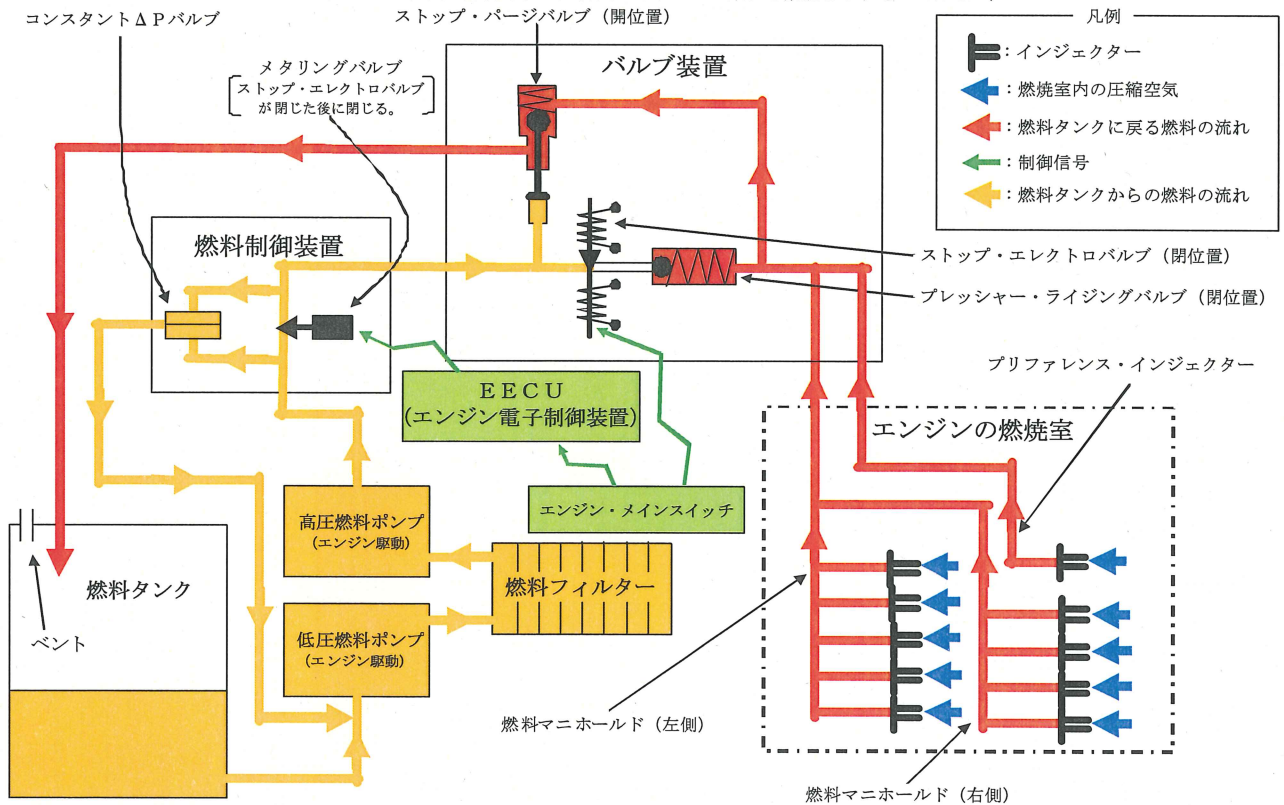 コンスタントΔPバルブ
ストップ・パージバルブ（開位置）
メタリングバルブ
ストップ・エレクトロバルブ
が閉じた後に閉じる。
バルブ装置
凡例
：インジェクター
：燃焼室内の圧縮空気
：燃料タンクに戻る燃料の流れ
：制御信号
：燃料タンクからの燃料の流れ
燃料制御装置
ストップ・エレクトロバルブ（閉位置）
プレッシャー・ライジングバルブ（閉位置）
プリファレンス・インジェクター
EECU
(エンジン電子制御装置)
エンジンの燃焼室
エンジン・メインスイッチ
高圧燃料ポンプ
(エンジン駆動)
燃料フィルター
燃料タンク
ベント
低圧燃料ポンプ
(エンジン駆動)
燃料マニホールド（左側）
燃料マニホールド（右側）